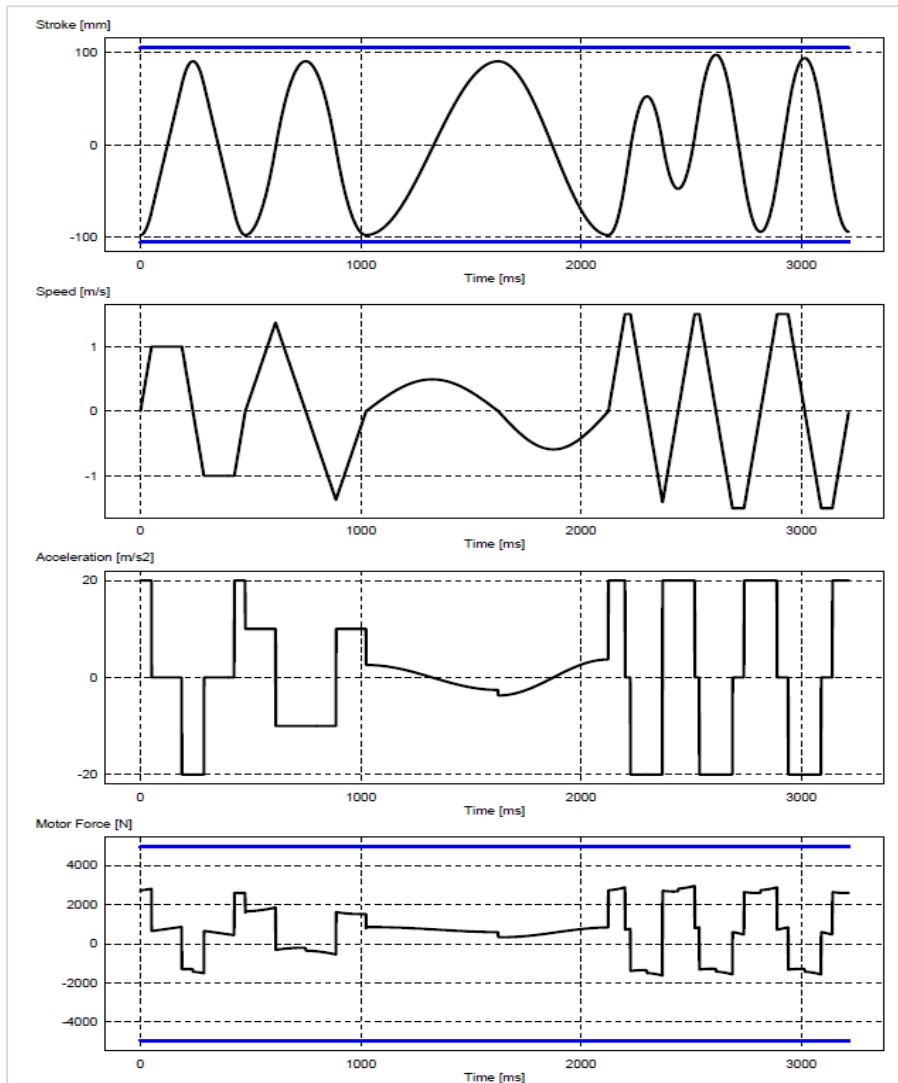 Stroke [mm]
100
0
-100
0 1000 2000 3000
Time [ms]
Speed [m/s]
1
0
-1
0 1000 2000 3000
Time [ms]
Acceleration [m/s2]
20
0
-20
0 1000 2000 3000
Time [ms]
Motor Force [N]
4000
2000
0
-2000
-4000
0 1000 2000 3000
Time [ms]